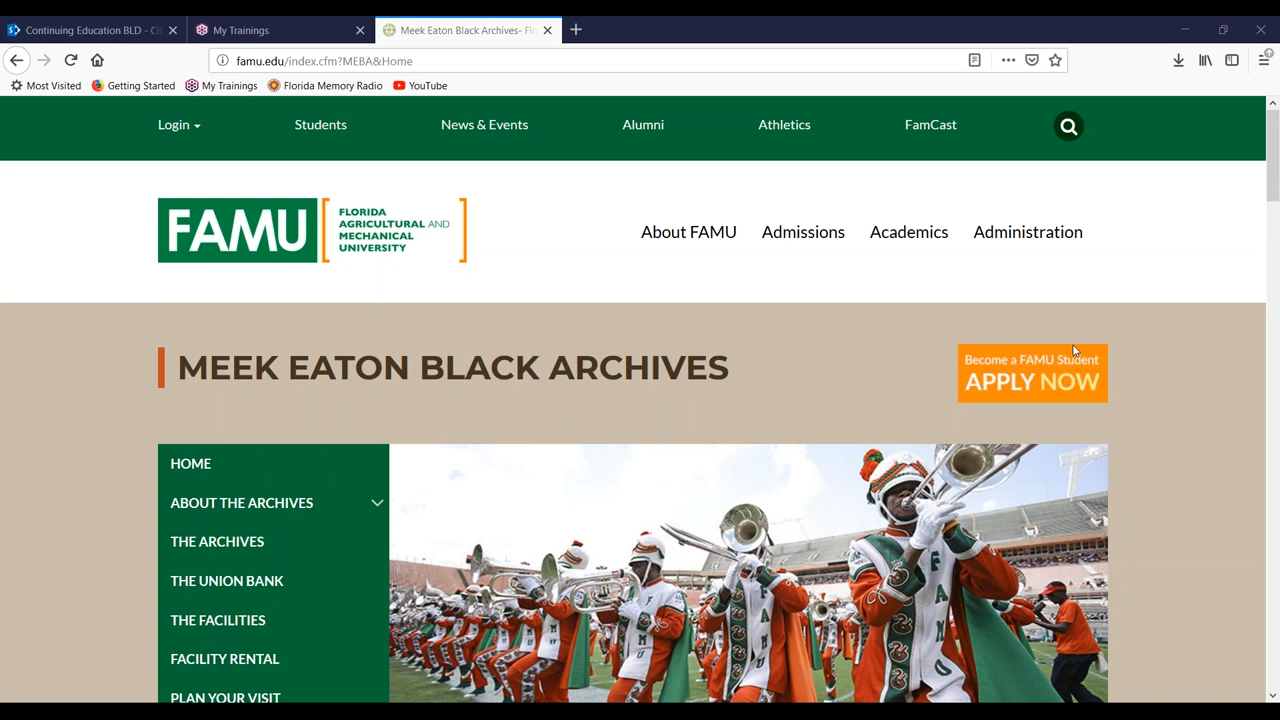 Continuing Education BLD - Ci
My Trainings
Meek Eaton Black Archives- Flo
famu.edu/index.cfm?MEBA&Home
Most Visited
Getting Started
My Trainings
Florida Memory Radio
YouTube
Login
Students
News & Events
Alumni
Athletics
FamCast
FAMU
FLORIDA
AGRICULTURAL AND
MECHANICAL
UNIVERSITY
About FAMU
Admissions
Academics
Administration
MEEK EATON BLACK ARCHIVES
Become a FAMU Student
APPLY NOW
HOME
ABOUT THE ARCHIVES
THE ARCHIVES
THE UNION BANK
THE FACILITIES
FACILITY RENTAL
PLAN YOUR VISIT
FAMU
FAMU